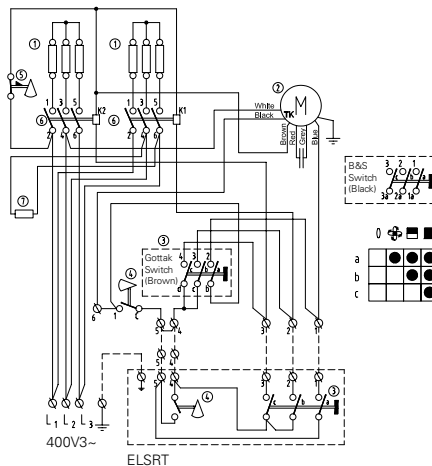 1 1
5
1 3 5 1 3 5
K2 K1
6 6
2 4 6 2 4 6
2
M
TK
White
Black
Brown
Red
Grey
Blue
B&S
Switch
(Black)
3 2 1
c b a
3a 2a 1a
7
3
Gottak
Switch
(Brown)
4 3 2
c b a
d c b
0
a
b
c
4
6 1 C 5 4
3 2 1
5 4
5 4 3 2 1
4
c b a
3
L1 L2 L3
400V3~
ELSRT